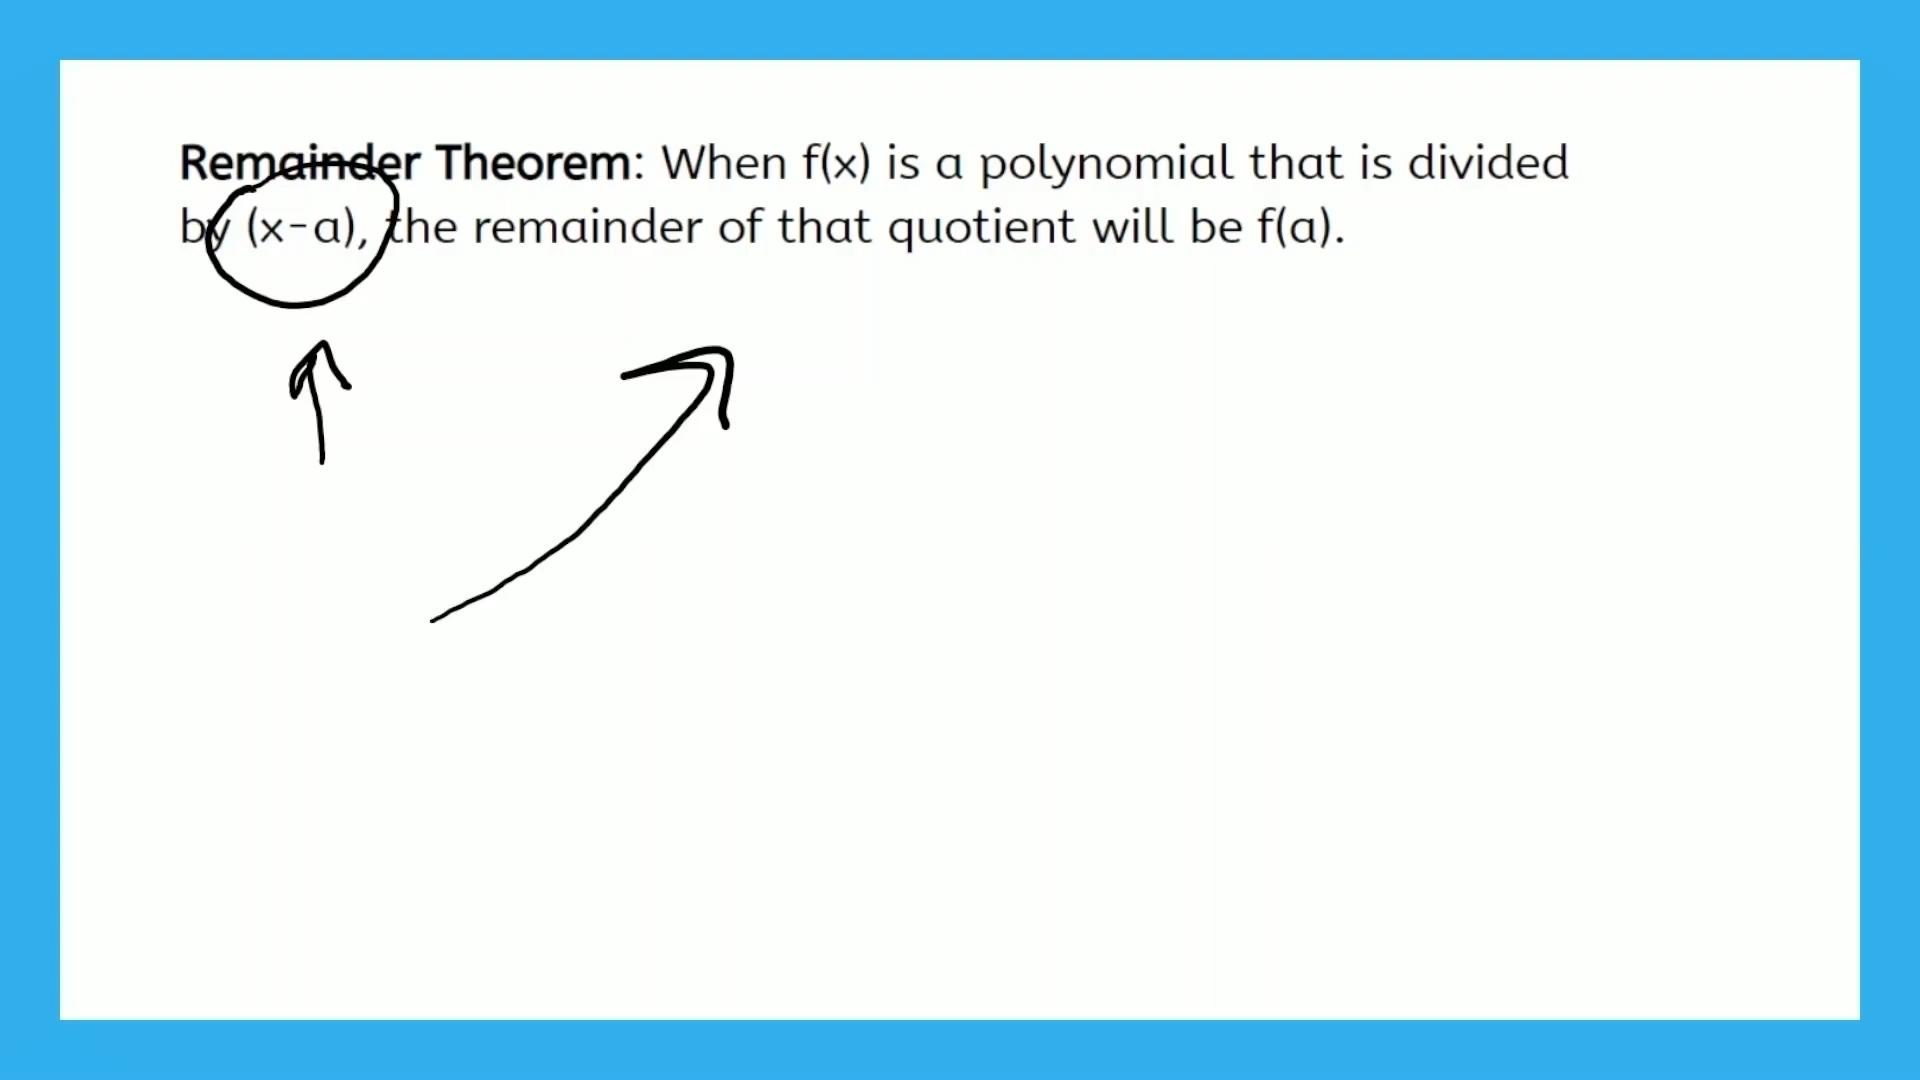 Remainder Theorem: When f(x) is a polynomial that is divided
by (x-a), the remainder of that quotient will be f(a).